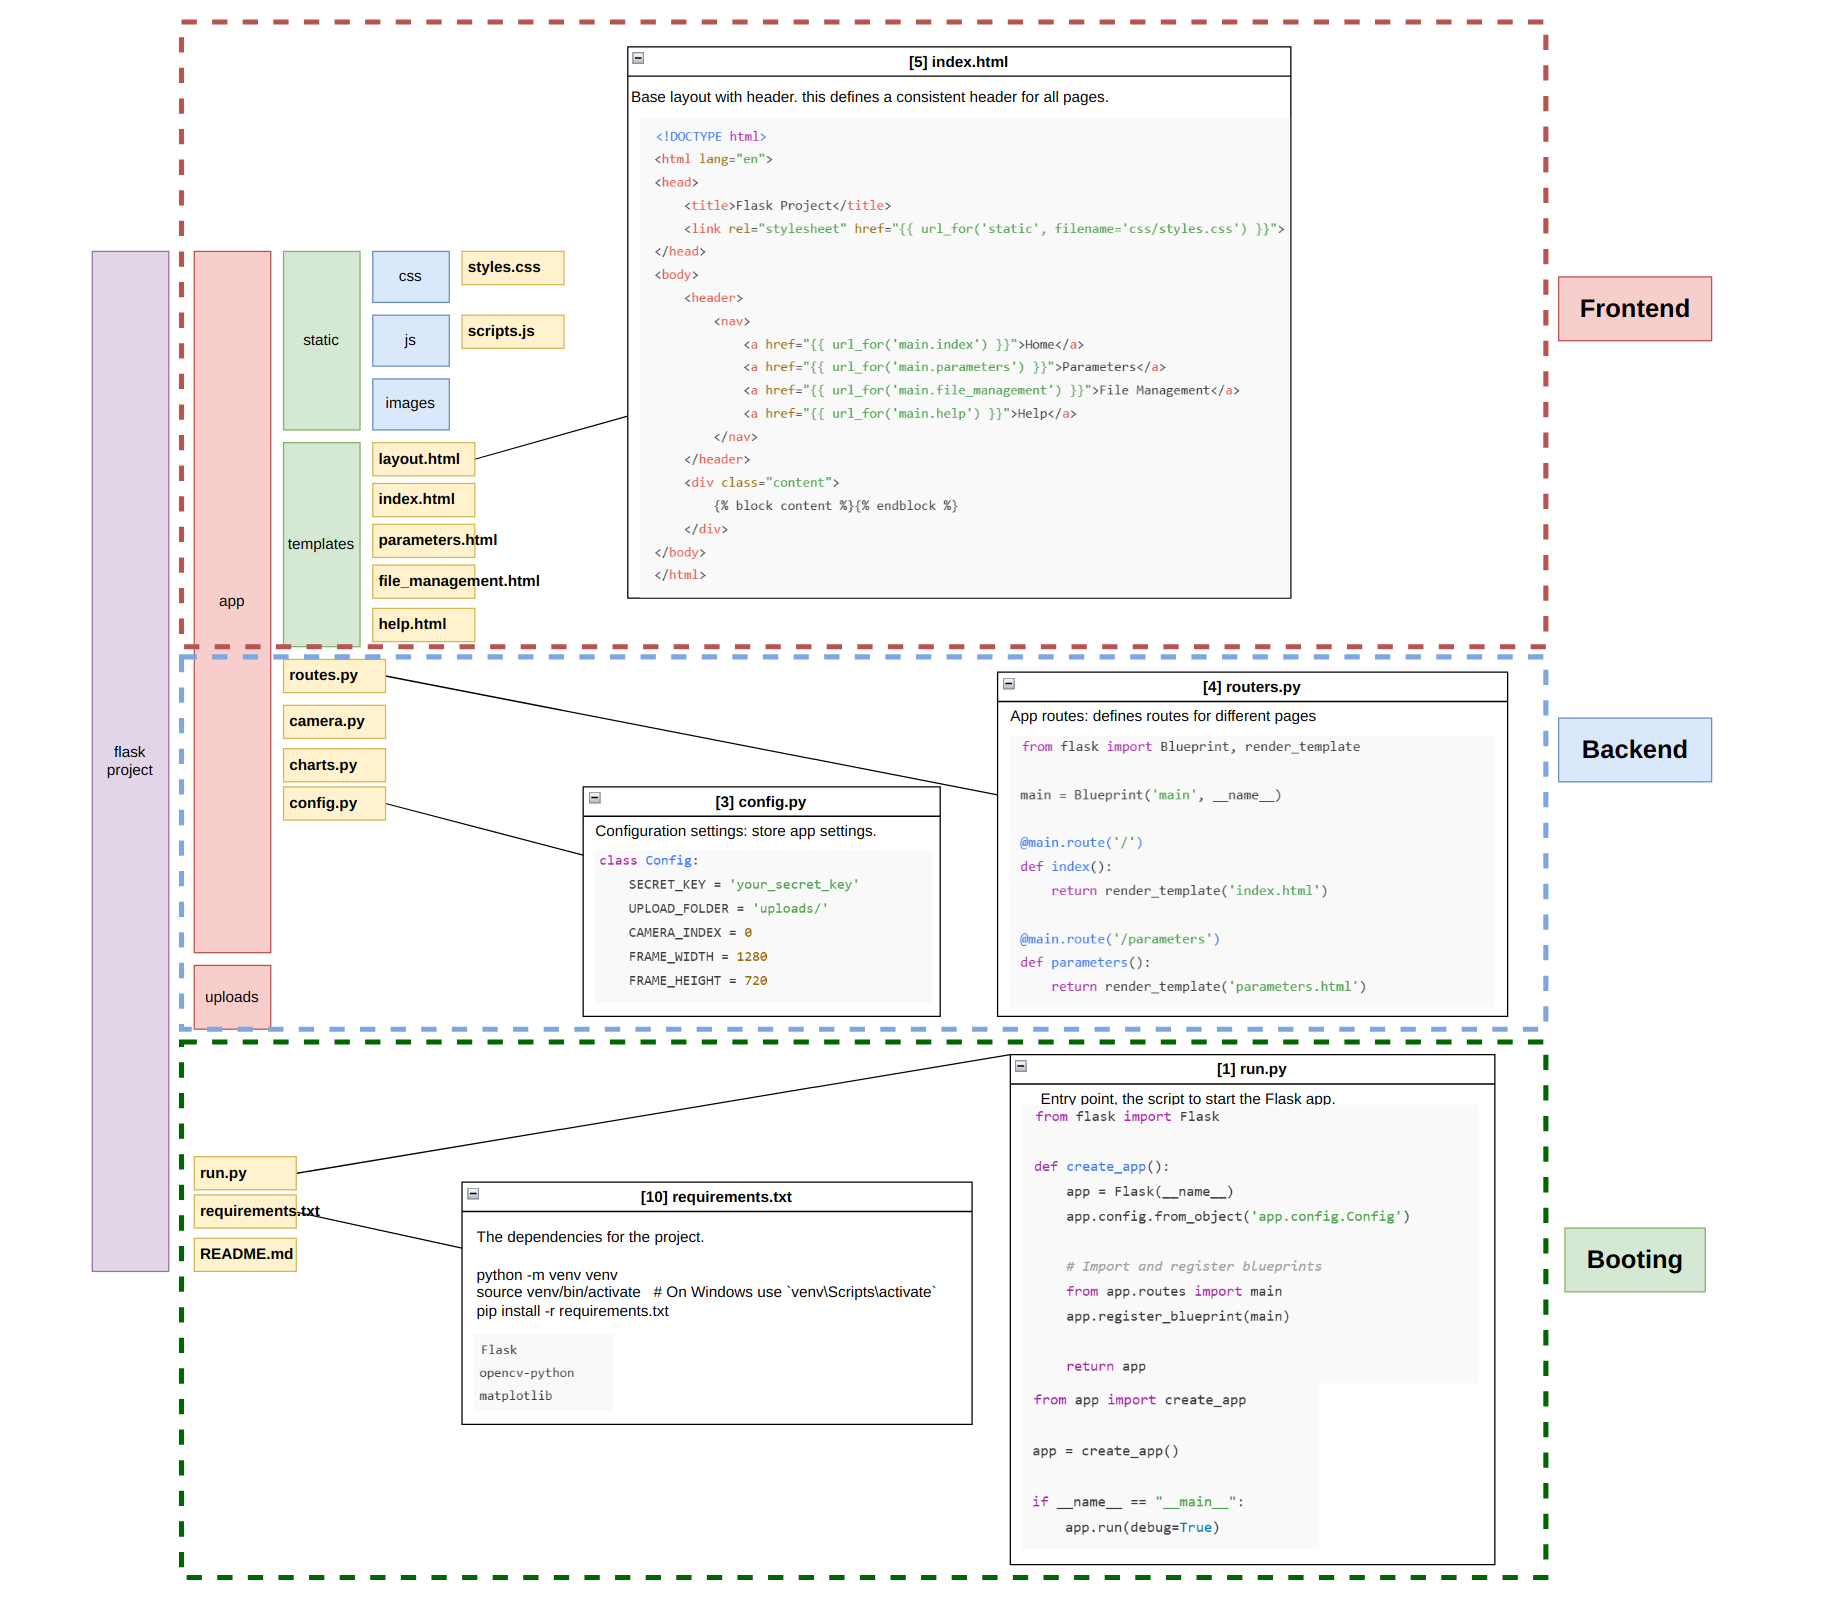 [5] index.html
Base layout with header. this defines a consistent header for all pages.
<!DOCTYPE html>
<html lang="en">
<head>
    <title>Flask Project</title>
    <link rel="stylesheet" href="{{ url_for('static', filename='css/styles.css') }}">
</head>
<body>
    <header>
        <nav>
            <a href="{{ url_for('main.index') }}">Home</a>
            <a href="{{ url_for('main.parameters') }}">Parameters</a>
            <a href="{{ url_for('main.file_management') }}">File Management</a>
            <a href="{{ url_for('main.help') }}">Help</a>
        </nav>
    </header>
    <div class="content">
        {% block content %}{% endblock %}
    </div>
</body>
</html>
flask
project
app
static
css
styles.css
js
scripts.js
images
templates
layout.html
index.html
parameters.html
file_management.html
help.html
Frontend
routes.py
camera.py
charts.py
config.py
uploads
[3] config.py
Configuration settings: store app settings.
class Config:
    SECRET_KEY = 'your_secret_key'
    UPLOAD_FOLDER = 'uploads/'
    CAMERA_INDEX = 0
    FRAME_WIDTH = 1280
    FRAME_HEIGHT = 720
[4] routers.py
App routes: defines routes for different pages
from flask import Blueprint, render_template
main = Blueprint('main', __name__)
@main.route('/')
def index():
    return render_template('index.html')
@main.route('/parameters')
def parameters():
    return render_template('parameters.html')
Backend
run.py
requirements.txt
README.md
[10] requirements.txt
The dependencies for the project.
python -m venv venv
source venv/bin/activate   # On Windows use `venv\Scripts\activate`
pip install -r requirements.txt
Flask
opencv-python
matplotlib
[1] run.py
Entry point, the script to start the Flask app.
from flask import Flask
def create_app():
    app = Flask(__name__)
    app.config.from_object('app.config.Config')
    # Import and register blueprints
    from app.routes import main
    app.register_blueprint(main)
    return app
from app import create_app
app = create_app()
if __name__ == "__main__":
    app.run(debug=True)
Booting